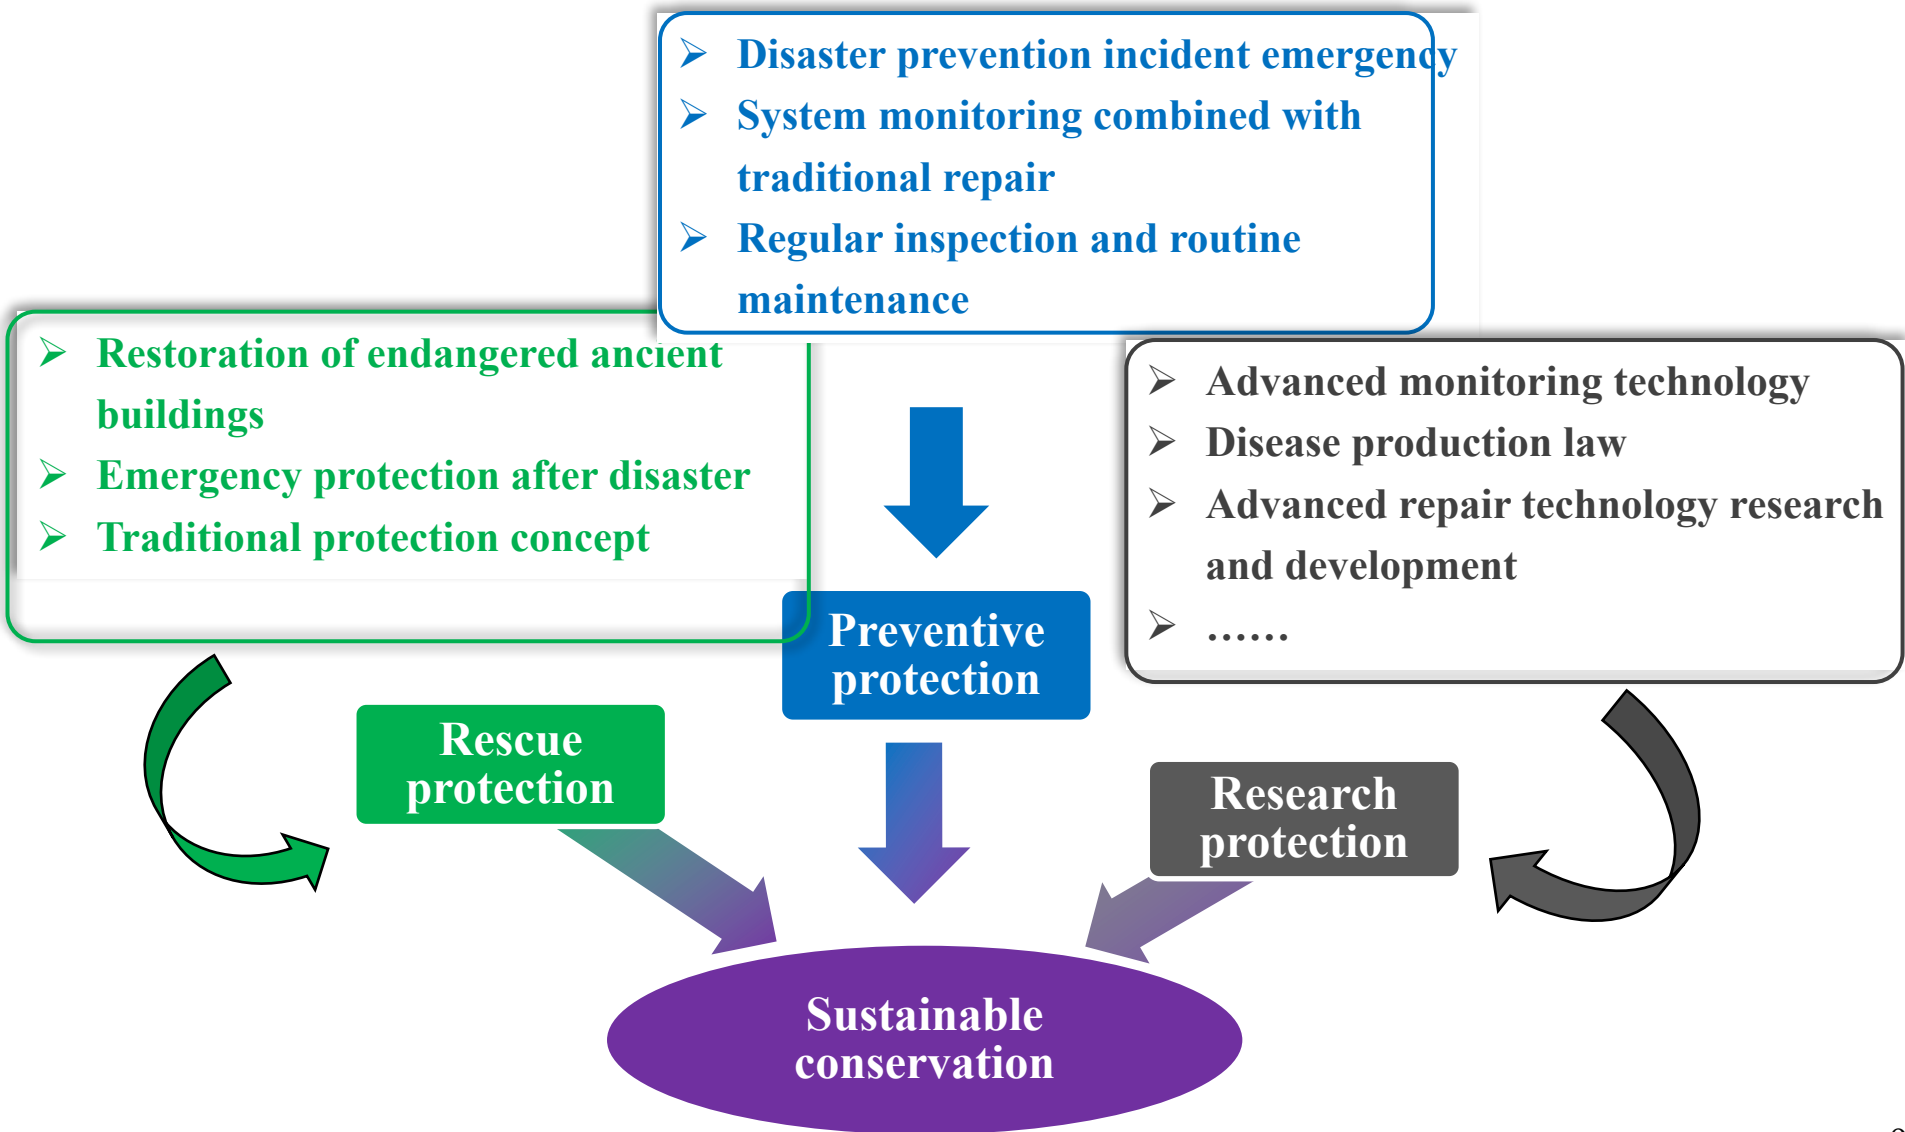 ➢ Disaster prevention incident emergency
➢ System monitoring combined with
traditional repair
➢ Regular inspection and routine
maintenance
➢ Restoration of endangered ancient
buildings
➢ Emergency protection after disaster
➢ Traditional protection concept
➢ Advanced monitoring technology
➢ Disease production law
➢ Advanced repair technology research
and development
➢ ……
Preventive
protection
Rescue
protection
Research
protection
Sustainable
conservation